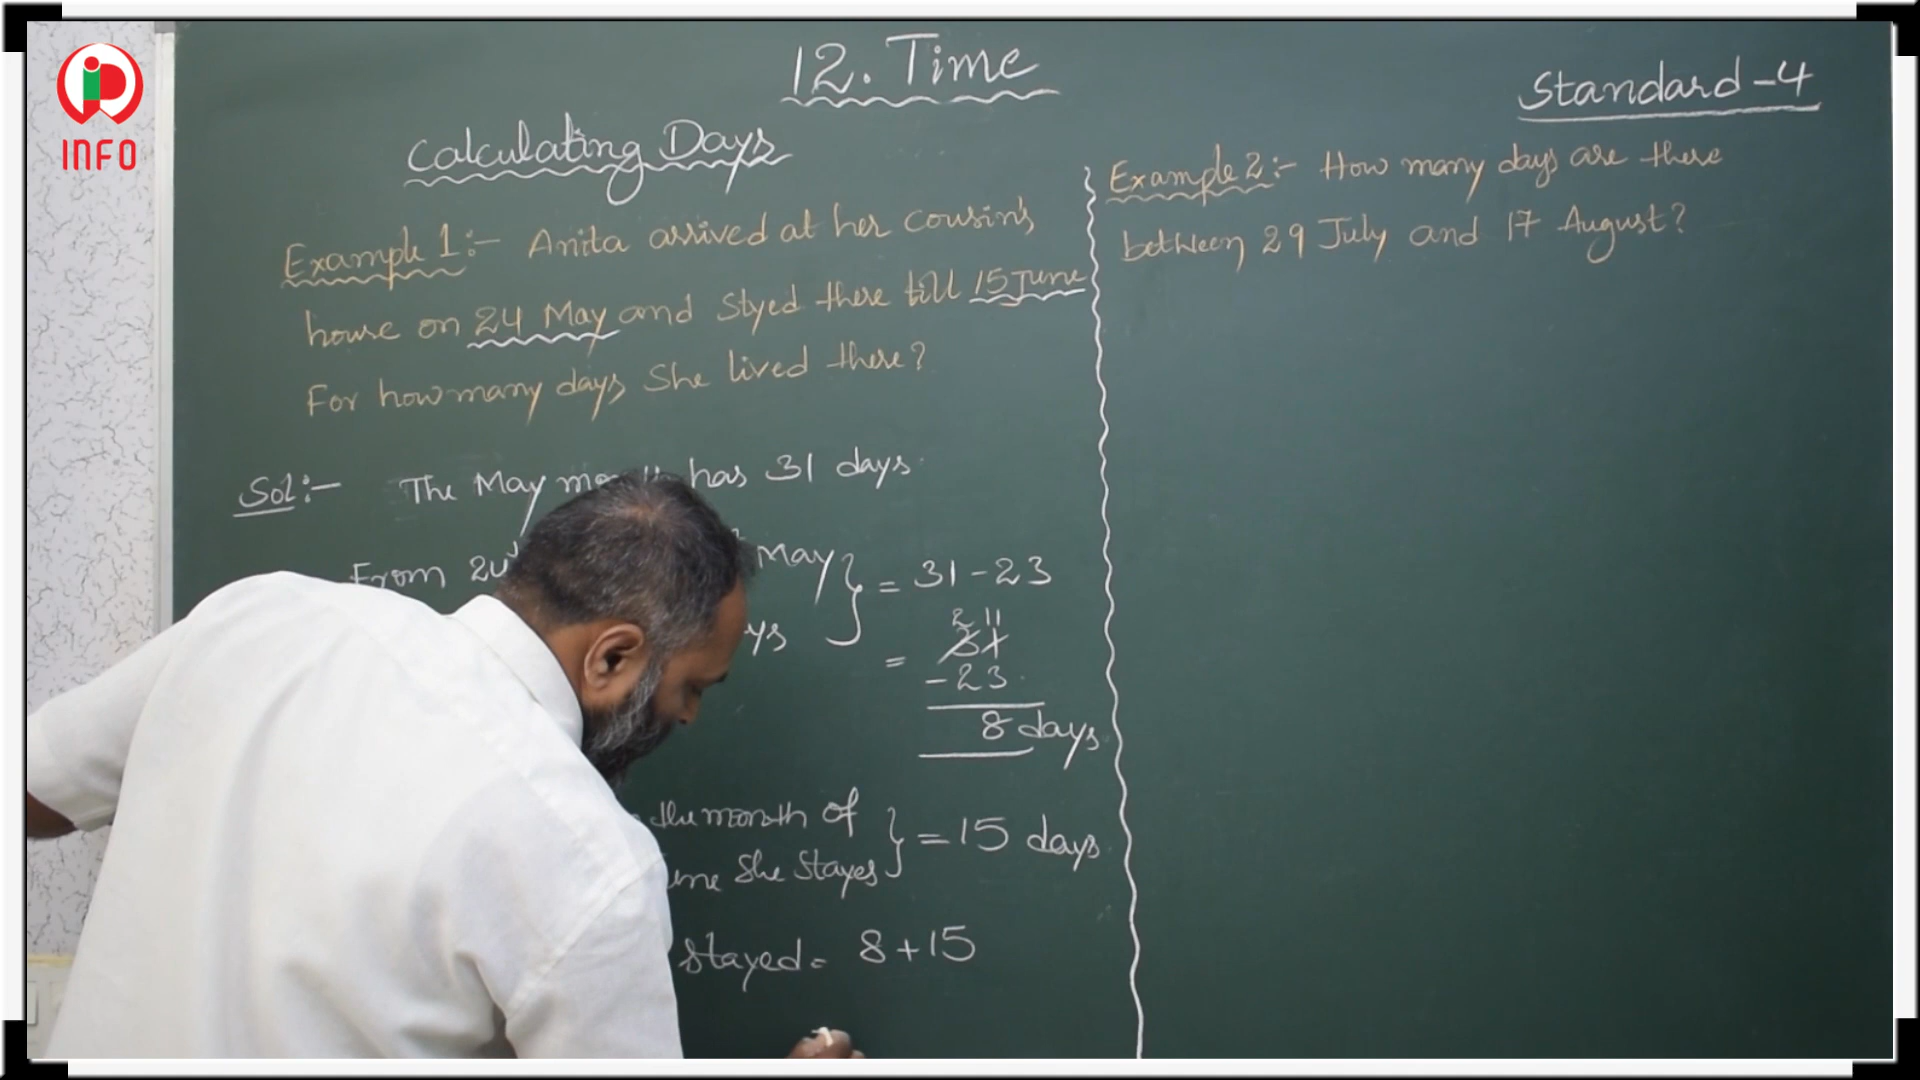 INFO
12. Time
Standard-4
Calculating Days
Example 1:- Anita arrived at her cousin's
house on 24 May and Styed there till 15 June
For how many days She lived there?
Sol:- The May has 31 days.
From May } = 31-23
2 11
= 31
-23
8 days
the month of } = 15 days
She Stayes
stayed = 8+15
Example 2:- How many days are there
between 29 July and 17 August?